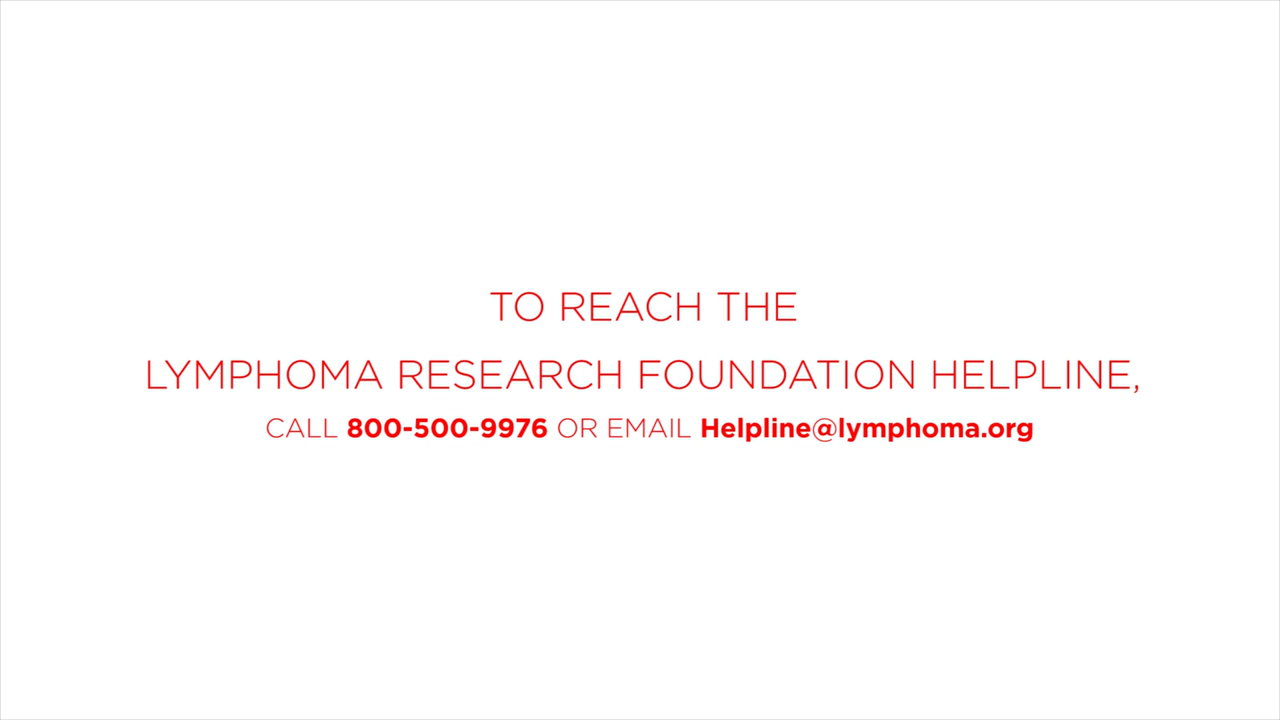 TO REACH THE
LYMPHOMA RESEARCH FOUNDATION HELPLINE,
CALL 800-500-9976 OR EMAIL Helpline@lymphoma.org